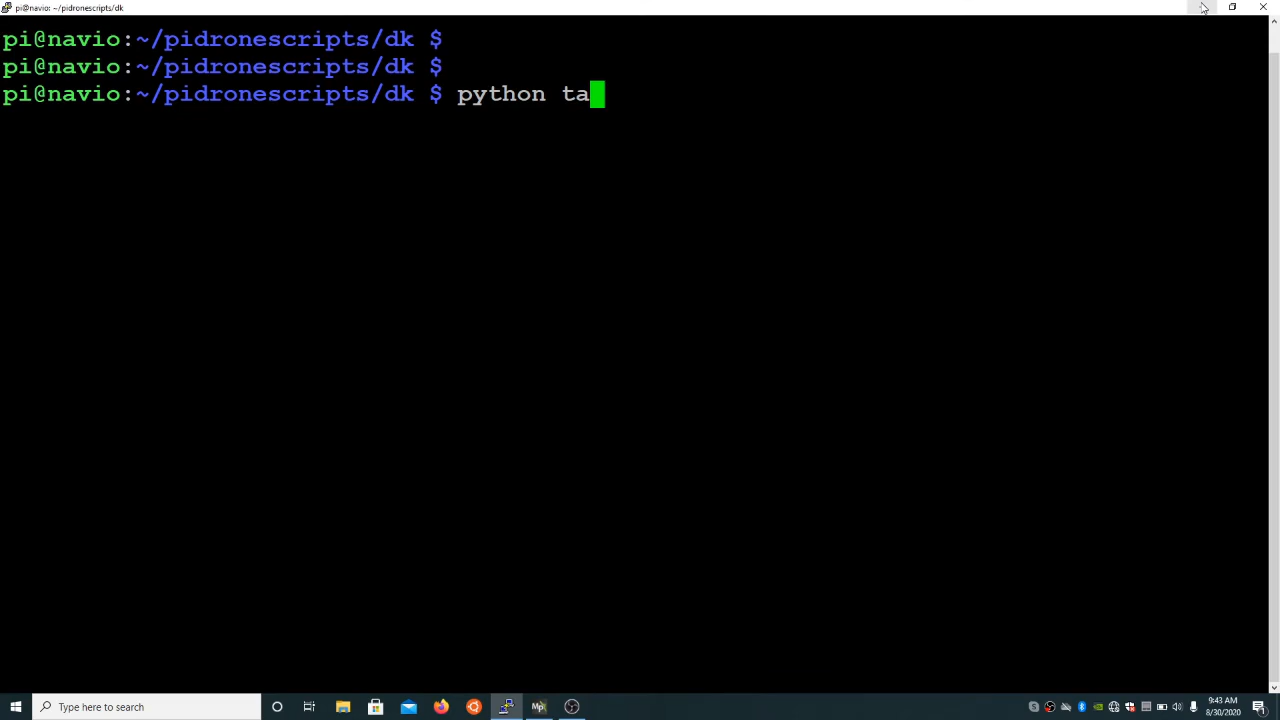 pi@navio: ~/pidronescripts/dk
pi@navio:~/pidronescripts/dk $
pi@navio:~/pidronescripts/dk $
pi@navio:~/pidronescripts/dk $ python ta
Type here to search
Mp
9:43 AM
8/30/2020